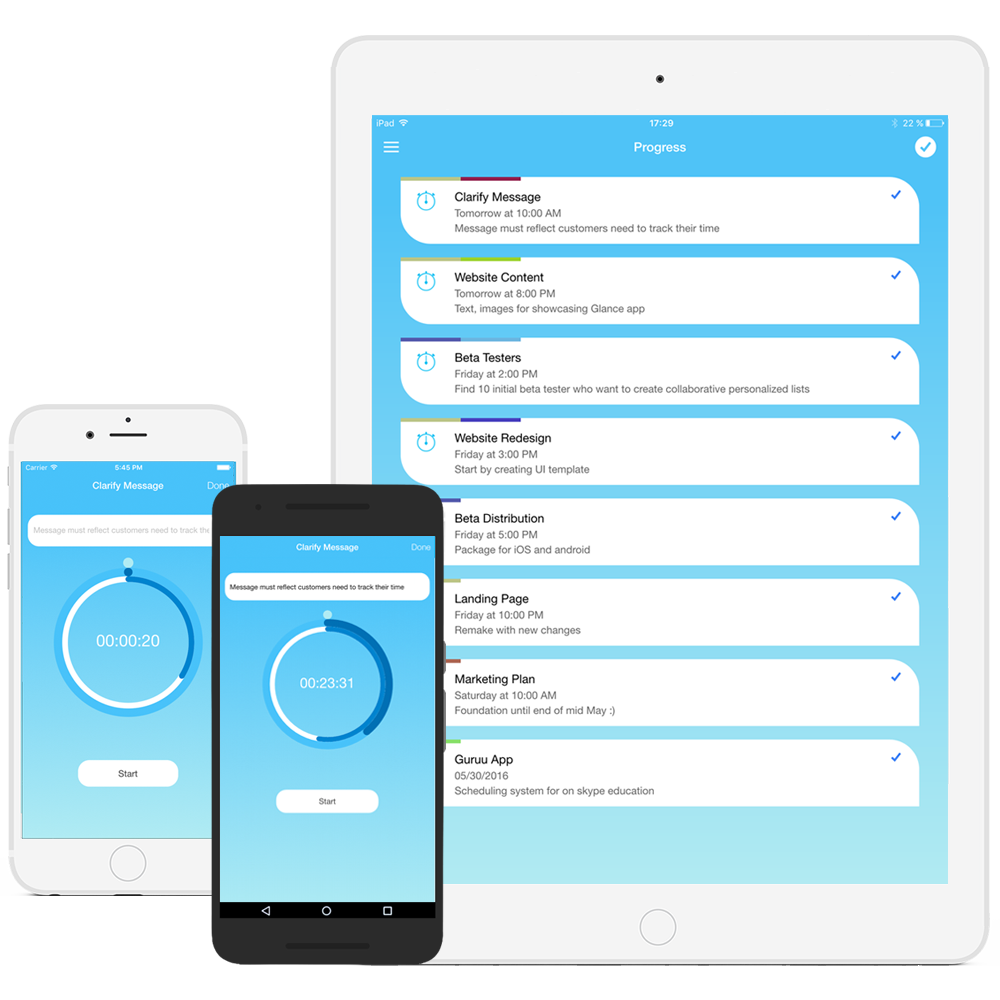 iPad 17:29 22 %
Progress
Clarify Message
Tomorrow at 10:00 AM
Message must reflect customers need to track their time
Website Content
Tomorrow at 8:00 PM
Text, images for showcasing Glance app
Beta Testers
Friday at 2:00 PM
Find 10 initial beta tester who want to create collaborative personalized lists
Website Redesign
Friday at 3:00 PM
Start by creating UI template
Beta Distribution
Friday at 5:00 PM
Package for iOS and android
Landing Page
Friday at 10:00 PM
Remake with new changes
Marketing Plan
Saturday at 10:00 AM
Foundation until end of mid May :)
Guruu App
05/30/2016
Scheduling system for on skype education
Carrier 5:45 PM
Clarify Message Done
Message must reflect customers need to track the
00:00:20
Start
Clarify Message Done
Message must reflect customers need to track their time
00:23:31
Start